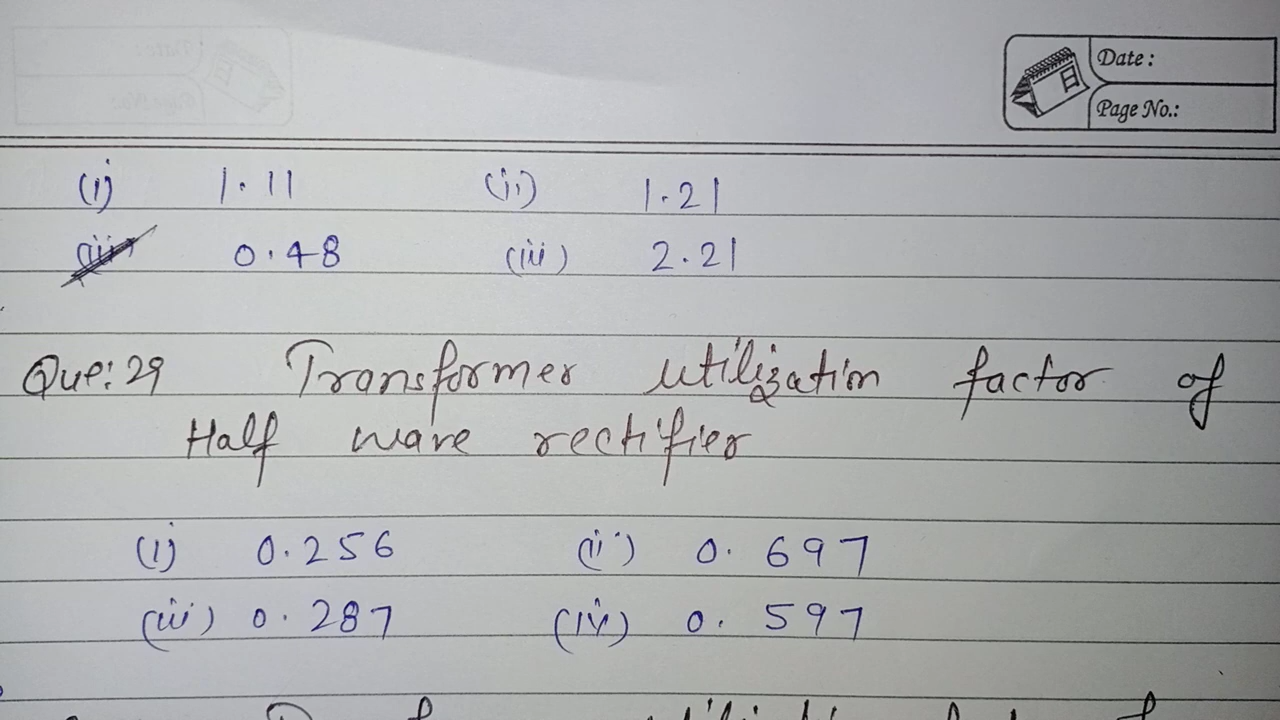 Date :
Page No.:
(i) 1.11 (ii) 1.21
0.48 (iii) 2.21
Que: 29 Transformer utilization factor of
Half wave rectifier
(i) 0.256 (ii) 0.697
(iii) 0.287 (iv) 0.597